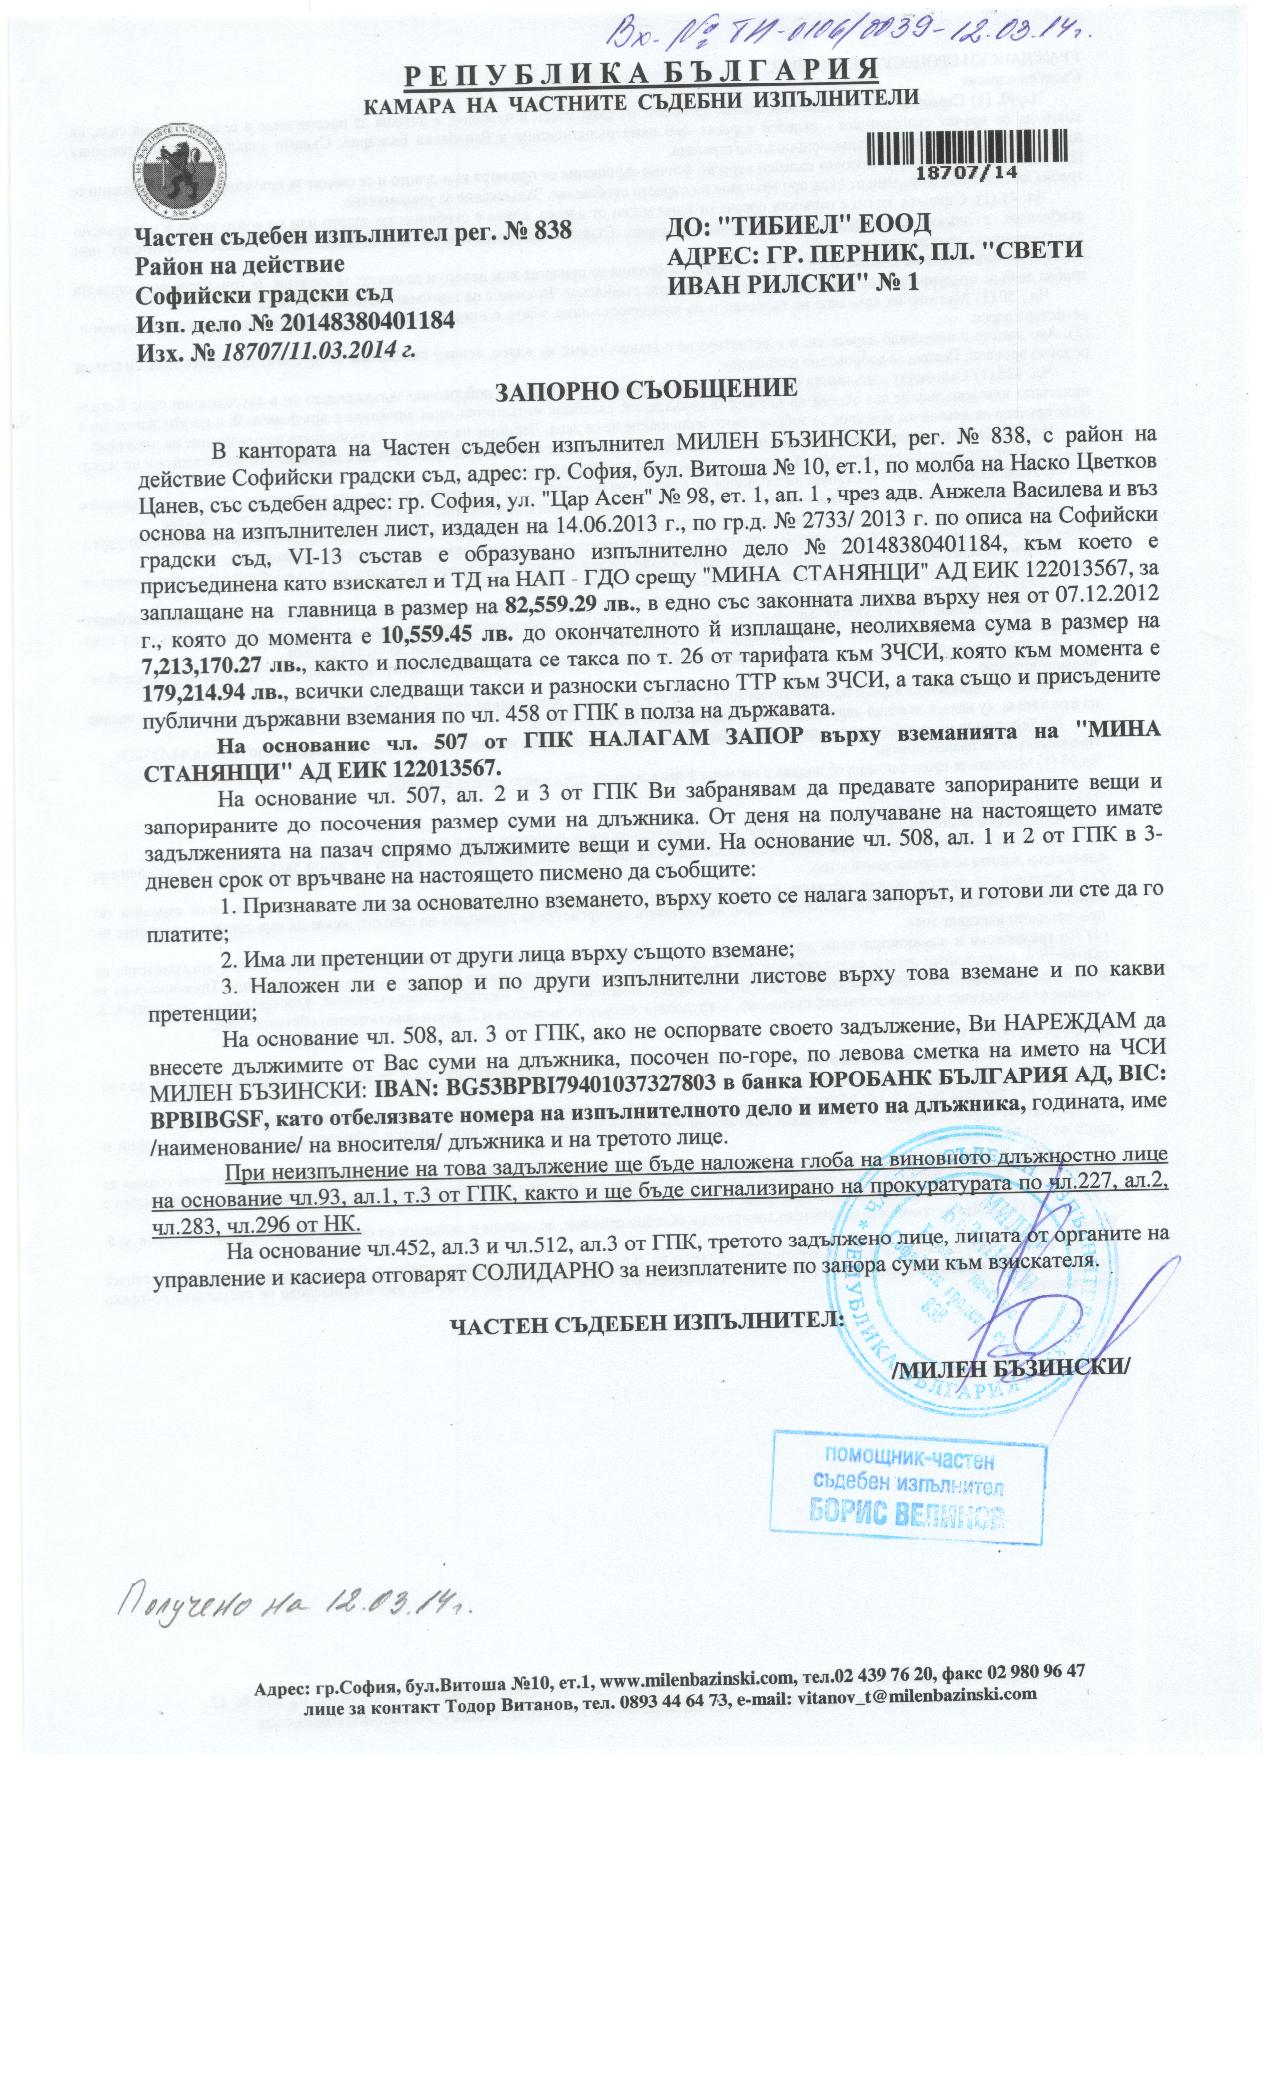 Вх. № ТИ-0106/0039-12.03.14г.
РЕПУБЛИКА БЪЛГАРИЯ
КАМАРА НА ЧАСТНИТЕ СЪДЕБНИ ИЗПЪЛНИТЕЛИ
18707/14
Частен съдебен изпълнител рег. № 838
Район на действие
Софийски градски съд
Изп. дело № 20148380401184
Изх. № 18707/11.03.2014 г.
ДО: "ТИБИЕЛ" ЕООД
АДРЕС: ГР. ПЕРНИК, ПЛ. "СВЕТИ
ИВАН РИЛСКИ" № 1
ЗАПОРНО СЪОБЩЕНИЕ
В кантората на Частен съдебен изпълнител МИЛЕН БЪЗИНСКИ, рег. № 838, с район на
действие Софийски градски съд, адрес: гр. София, бул. Витоша № 10, ет.1, по молба на Наско Цветков
Цанев, със съдебен адрес: гр. София, ул. "Цар Асен" № 98, ет. 1, ап. 1 , чрез адв. Анжела Василева и въз
основа на изпълнителен лист, издаден на 14.06.2013 г., по гр.д. № 2733/ 2013 г. по описа на Софийски
градски съд, VI-13 състав е образувано изпълнително дело № 20148380401184, към което е
присъединена като взискател и ТД на НАП - ГДО срещу "МИНА СТАНЯНЦИ" АД ЕИК 122013567, за
заплащане на главница в размер на 82,559.29 лв., в едно със законната лихва върху нея от 07.12.2012
г., която до момента е 10,559.45 лв. до окончателното й изплащане, неолихвяема сума в размер на
7,213,170.27 лв., както и последващата се такса по т. 26 от тарифата към ЗЧСИ, която към момента е
179,214.94 лв., всички следващи такси и разноски съгласно ТТР към ЗЧСИ, а така също и присъдените
публични държавни вземания по чл. 458 от ГПК в полза на държавата.
На основание чл. 507 от ГПК НАЛАГАМ ЗАПОР върху вземанията на "МИНА
СТАНЯНЦИ" АД ЕИК 122013567.
На основание чл. 507, ал. 2 и 3 от ГПК Ви забранявам да предавате запорираните вещи и
запорираните до посочения размер суми на длъжника. От деня на получаване на настоящето имате
задълженията на пазач спрямо дължимите вещи и суми. На основание чл. 508, ал. 1 и 2 от ГПК в 3-
дневен срок от връчване на настоящето писмено да съобщите:
1. Признавате ли за основателно вземането, върху което се налага запорът, и готови ли сте да го
платите;
2. Има ли претенции от други лица върху същото вземане;
3. Наложен ли е запор и по други изпълнителни листове върху това вземане и по какви
претенции;
На основание чл. 508, ал. 3 от ГПК, ако не оспорвате своето задължение, Ви НАРЕЖДАМ да
внесете дължимите от Вас суми на длъжника, посочен по-горе, по левова сметка на името на ЧСИ
МИЛЕН БЪЗИНСКИ: IBAN: BG53BPBI79401037327803 в банка ЮРОБАНК БЪЛГАРИЯ АД, BIC:
BPBIBGSF, като отбелязвате номера на изпълнителното дело и името на длъжника, годината, име
/наименование/ на вносителя/ длъжника и на третото лице.
При неизпълнение на това задължение ще бъде наложена глоба на виновното длъжностно лице
на основание чл.93, ал.1, т.3 от ГПК, както и ще бъде сигнализирано на прокуратурата по чл.227, ал.2,
чл.283, чл.296 от НК.
На основание чл.452, ал.3 и чл.512, ал.3 от ГПК, третото задължено лице, лицата от органите на
управление и касиера отговарят СОЛИДАРНО за неизплатените по запора суми към взискателя.
ЧАСТЕН СЪДЕБЕН ИЗПЪЛНИТЕЛ:
/МИЛЕН БЪЗИНСКИ/
РЕПУБЛИКА БЪЛГАРИЯ
МИЛЕН
838
ПОМОЩНИК-ЧАСТЕН
СЪДЕБЕН ИЗПЪЛНИТЕЛ
БОРИС ВЕЛИНОВ
Получено на 12.03.14г.
Адрес: гр.София, бул.Витоша №10, ет.1, www.milenbazinski.com, тел.02 439 76 20, факс 02 980 96 47
лице за контакт Тодор Витанов, тел. 0893 44 64 73, e-mail: vitanov_t@milenbazinski.com